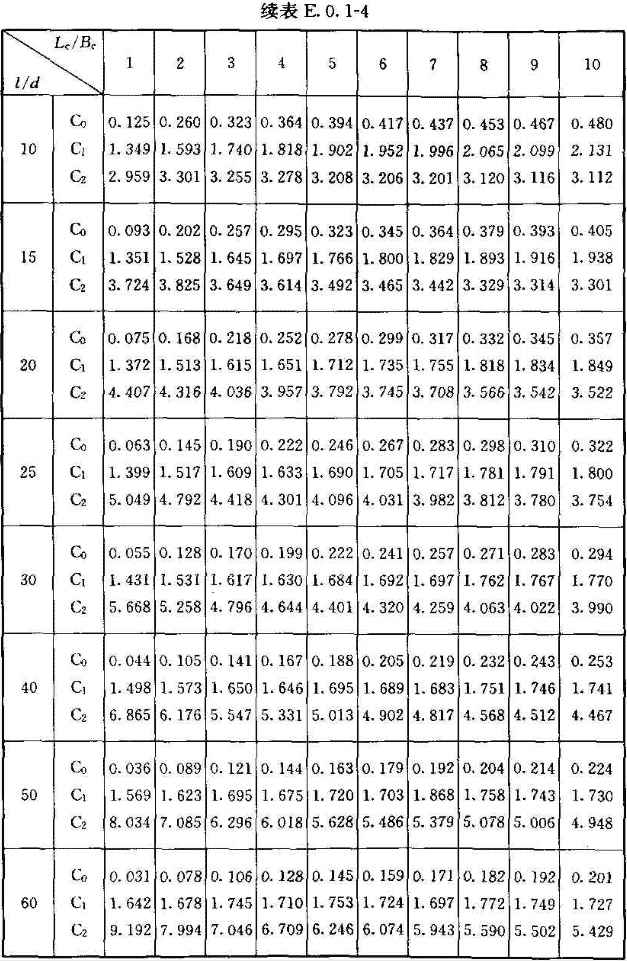 续表 E.0.1-4
Lc/Bc 1 2 3 4 5 6 7 8 9 10
l/d
C0 0.125 0.260 0.323 0.364 0.394 0.417 0.437 0.453 0.467 0.480
10 C1 1.349 1.593 1.740 1.818 1.902 1.952 1.996 2.065 2.099 2.131
C2 2.959 3.301 3.255 3.278 3.208 3.206 3.201 3.120 3.116 3.112
C0 0.093 0.202 0.257 0.295 0.323 0.345 0.364 0.379 0.393 0.405
15 C1 1.351 1.528 1.645 1.697 1.766 1.800 1.829 1.893 1.916 1.938
C2 3.724 3.825 3.649 3.614 3.492 3.465 3.442 3.329 3.314 3.301
C0 0.075 0.168 0.218 0.252 0.278 0.299 0.317 0.332 0.345 0.357
20 C1 1.372 1.513 1.615 1.651 1.712 1.735 1.755 1.818 1.834 1.849
C2 4.407 4.316 4.036 3.957 3.792 3.745 3.708 3.566 3.542 3.522
C0 0.063 0.145 0.190 0.222 0.246 0.267 0.283 0.298 0.310 0.322
25 C1 1.399 1.517 1.609 1.633 1.690 1.705 1.717 1.781 1.791 1.800
C2 5.049 4.792 4.418 4.301 4.096 4.031 3.982 3.812 3.780 3.754
C0 0.055 0.128 0.170 0.199 0.222 0.241 0.257 0.271 0.283 0.294
30 C1 1.431 1.531 1.617 1.630 1.684 1.692 1.697 1.762 1.767 1.770
C2 5.668 5.258 4.796 4.644 4.401 4.320 4.259 4.063 4.022 3.990
C0 0.044 0.105 0.141 0.167 0.188 0.205 0.219 0.232 0.243 0.253
40 C1 1.498 1.573 1.650 1.646 1.695 1.689 1.683 1.751 1.746 1.741
C2 6.865 6.176 5.547 5.331 5.013 4.902 4.817 4.568 4.512 4.467
C0 0.036 0.089 0.121 0.144 0.163 0.179 0.192 0.204 0.214 0.224
50 C1 1.569 1.623 1.695 1.675 1.720 1.703 1.868 1.758 1.743 1.730
C2 8.034 7.085 6.296 6.018 5.628 5.486 5.379 5.078 5.006 4.948
C0 0.031 0.078 0.106 0.128 0.145 0.159 0.171 0.182 0.192 0.201
60 C1 1.642 1.678 1.745 1.710 1.753 1.724 1.697 1.772 1.749 1.727
C2 9.192 7.994 7.046 6.709 6.246 6.074 5.943 5.590 5.502 5.429